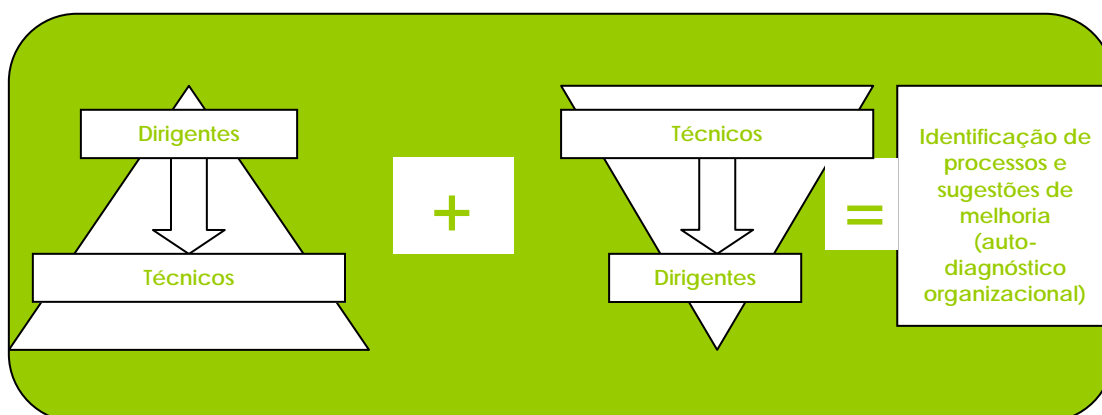 Dirigentes
Técnicos
+
Técnicos
Dirigentes
=
Identificação de
processos e
sugestões de
melhoria
(auto-
diagnóstico
organizacional)